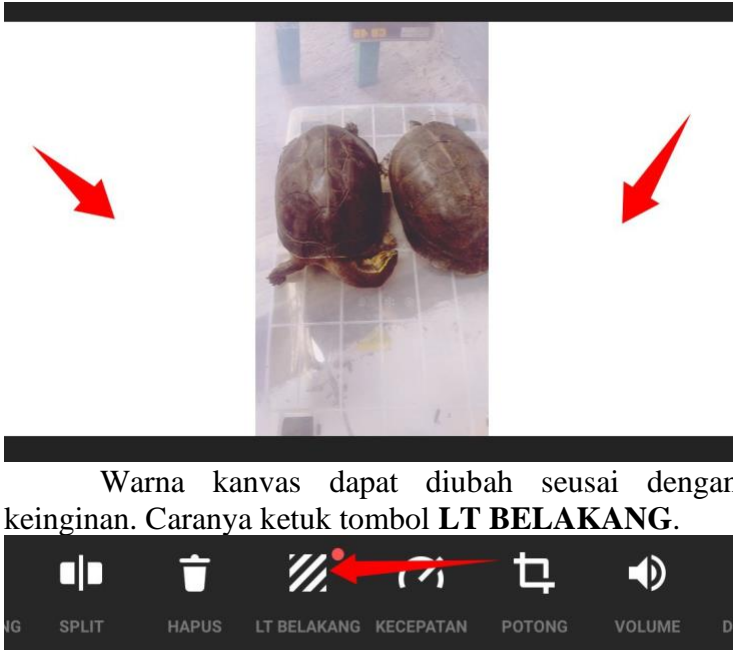 Warna kanvas dapat diubah seusai dengan
keinginan. Caranya ketuk tombol LT BELAKANG.
NG SPLIT HAPUS LT BELAKANG KECEPATAN POTONG VOLUME D